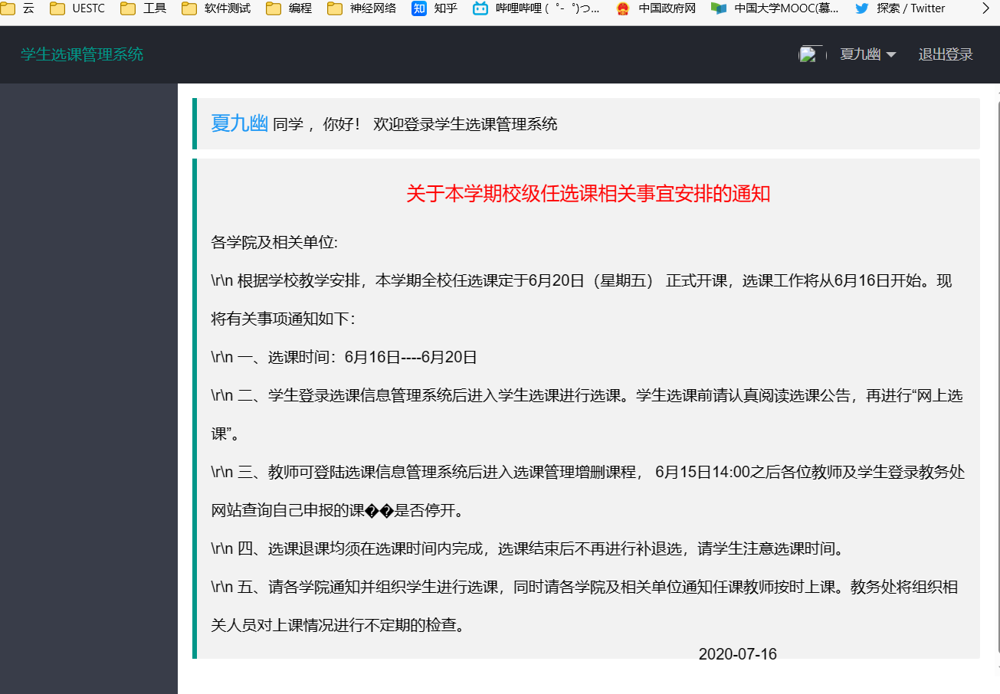 云 UESTC 工具 软件测试 编程 神经网络 知 知乎 哔哩哔哩 ( ゜- ゜)つ... 中国政府网 中国大学MOOC(慕... 探索 / Twitter
学生选课管理系统 夏九幽 退出登录
夏九幽 同学 ，你好！ 欢迎登录学生选课管理系统
关于本学期校级任选课相关事宜安排的通知
各学院及相关单位:
\r\n 根据学校教学安排，本学期全校任选课定于6月20日（星期五） 正式开课，选课工作将从6月16日开始。现
将有关事项通知如下：
\r\n 一、选课时间：6月16日----6月20日
\r\n 二、学生登录选课信息管理系统后进入学生选课进行选课。学生选课前请认真阅读选课公告，再进行“网上选
课”。
\r\n 三、教师可登陆选课信息管理系统后进入选课管理增删课程， 6月15日14:00之后各位教师及学生登录教务处
网站查询自己申报的课��是否停开。
\r\n 四、选课退课均须在选课时间内完成，选课结束后不再进行补退选，请学生注意选课时间。
\r\n 五、请各学院通知并组织学生进行选课，同时请各学院及相关单位通知任课教师按时上课。教务处将组织相
关人员对上课情况进行不定期的检查。
2020-07-16